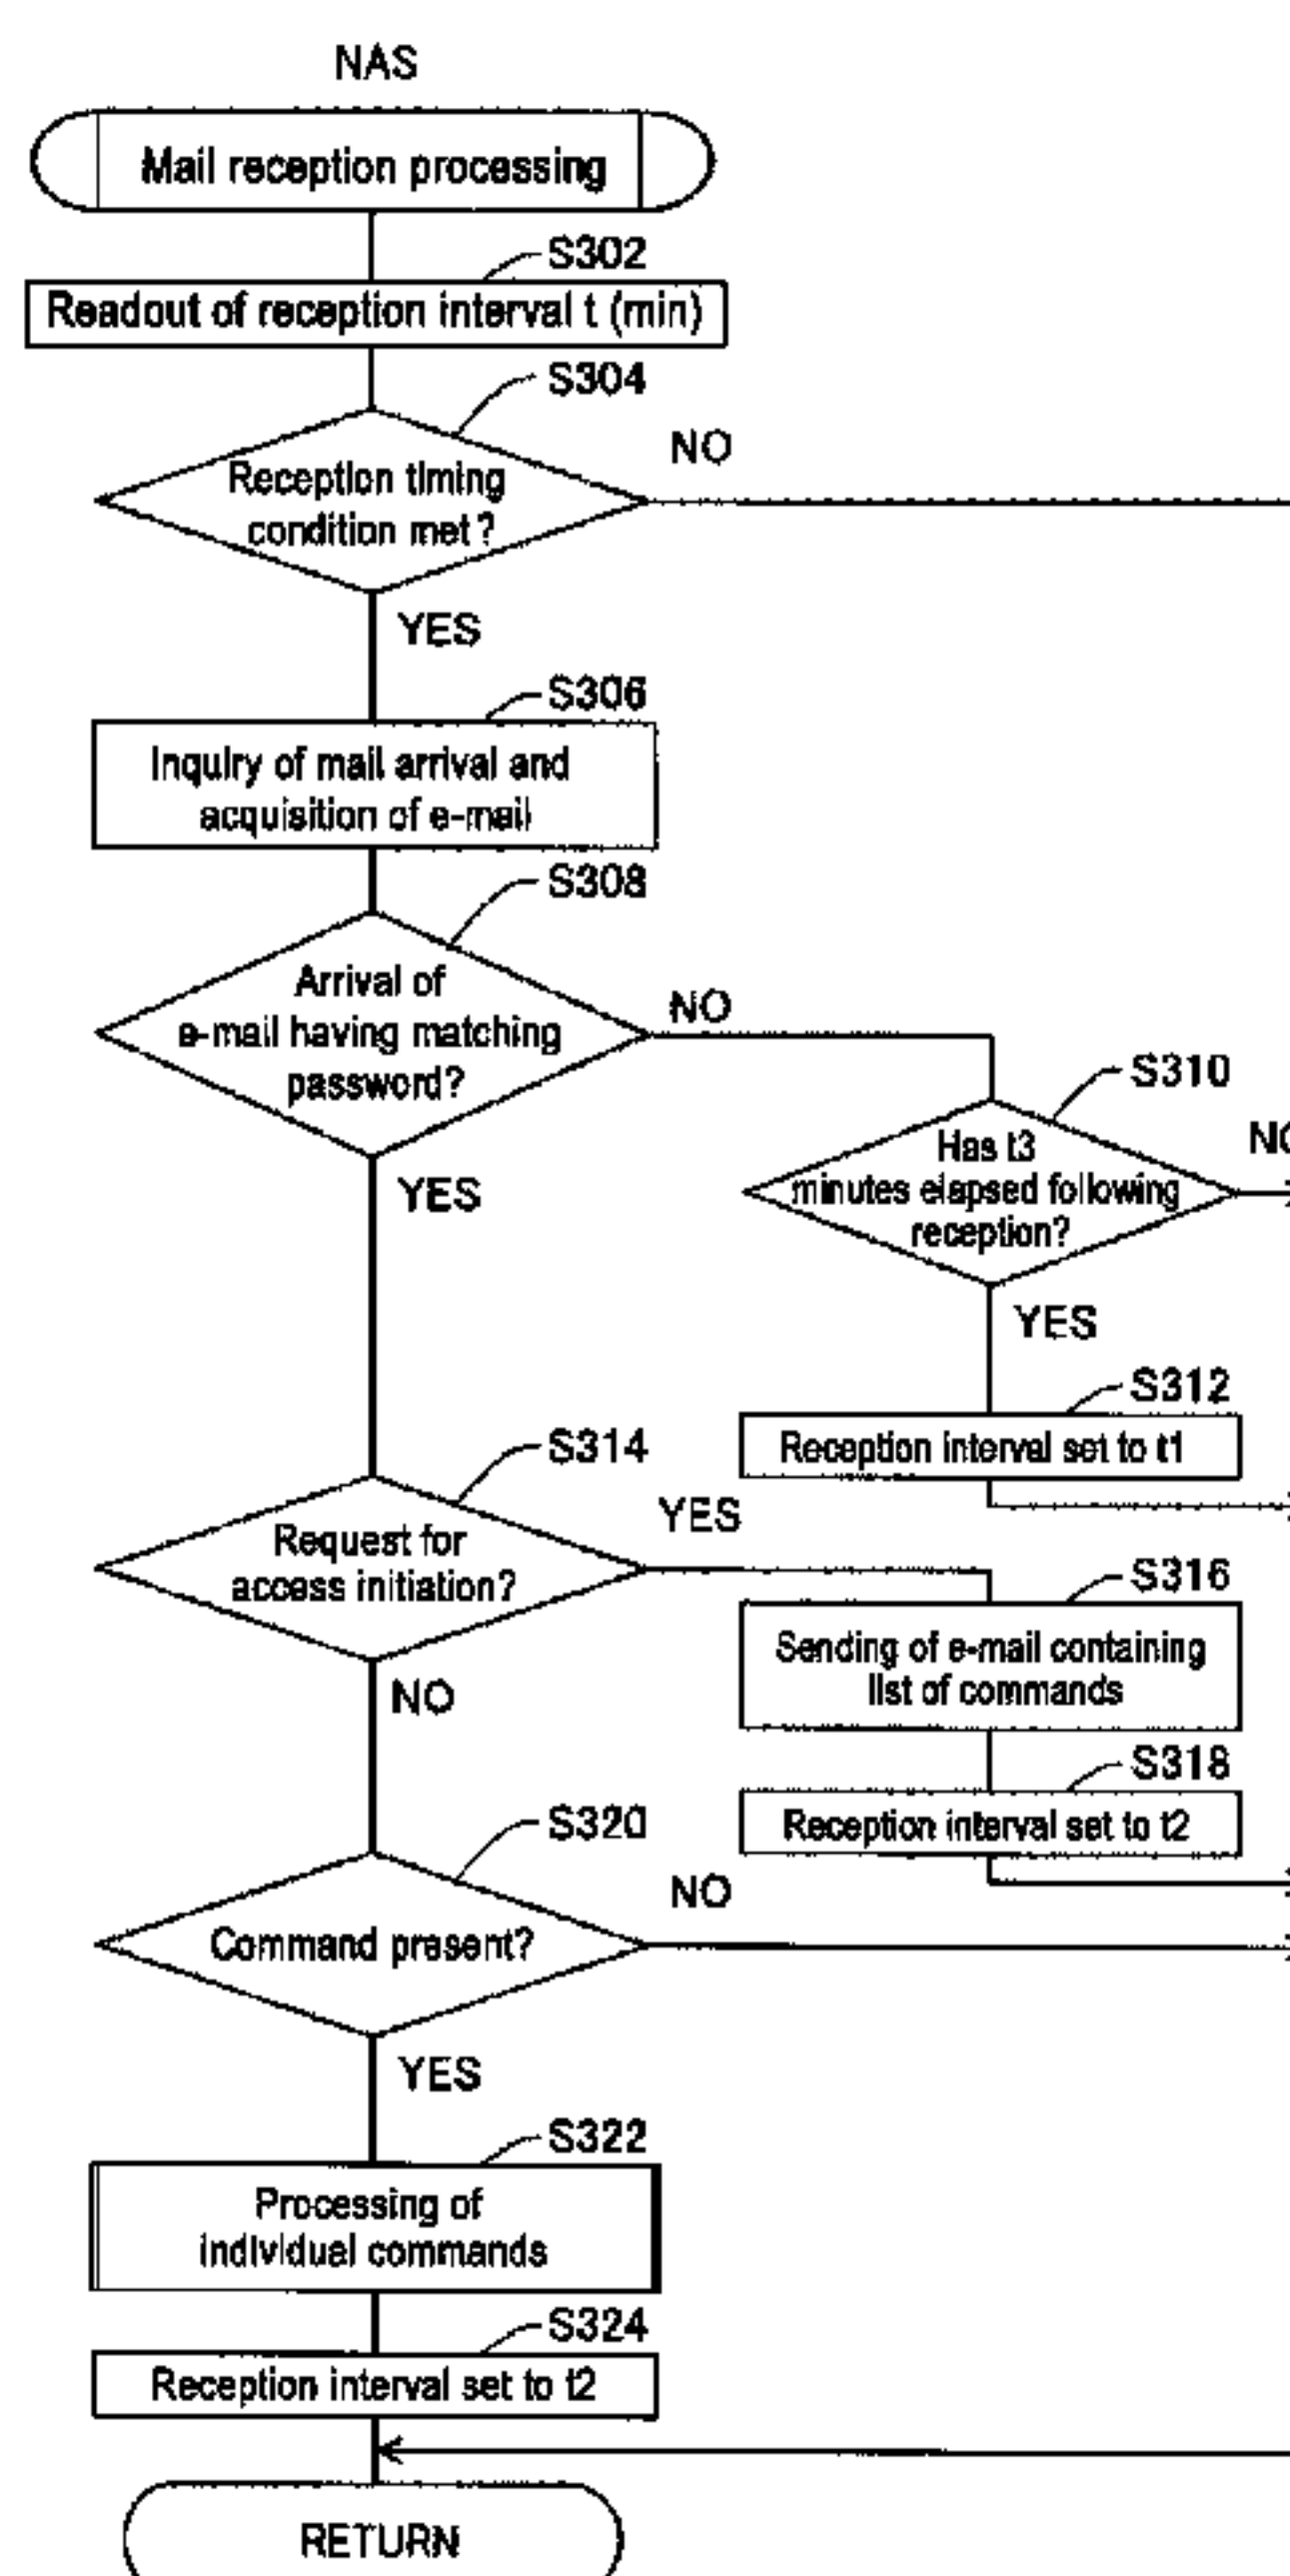 NAS
Mail reception processing
S302
Readout of reception interval t (min)
S304
Reception timing
condition met?
NO
YES
S306
Inquiry of mail arrival and
acquisition of e-mail
S308
Arrival of
e-mail having matching
password?
NO
YES
S310
Has t3
minutes elapsed following
reception?
NO
YES
S312
Reception interval set to t1
S314
Request for
access initiation?
YES
NO
S316
Sending of e-mail containing
list of commands
S318
Reception interval set to t2
S320
Command present?
NO
YES
S322
Processing of
individual commands
S324
Reception interval set to t2
RETURN